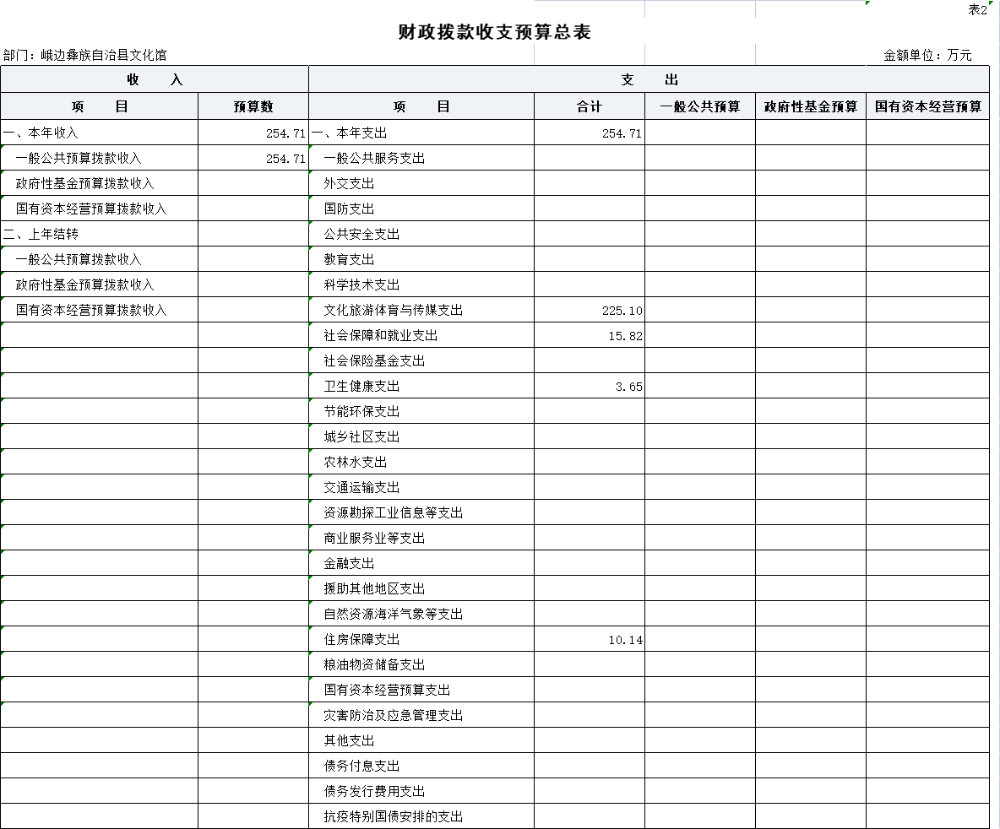 表2
财政拨款收支预算总表
部门：峨边彝族自治县文化馆 金额单位：万元
收 入 支 出
项 目 预算数 项 目 合计 一般公共预算 政府性基金预算 国有资本经营预算
一、本年收入 254.71 一、本年支出 254.71
一般公共预算拨款收入 254.71 一般公共服务支出
政府性基金预算拨款收入 外交支出
国有资本经营预算拨款收入 国防支出
二、上年结转 公共安全支出
一般公共预算拨款收入 教育支出
政府性基金预算拨款收入 科学技术支出
国有资本经营预算拨款收入 文化旅游体育与传媒支出 225.10
社会保障和就业支出 15.82
社会保险基金支出
卫生健康支出 3.65
节能环保支出
城乡社区支出
农林水支出
交通运输支出
资源勘探工业信息等支出
商业服务业等支出
金融支出
援助其他地区支出
自然资源海洋气象等支出
住房保障支出 10.14
粮油物资储备支出
国有资本经营预算支出
灾害防治及应急管理支出
其他支出
债务付息支出
债务发行费用支出
抗疫特别国债安排的支出